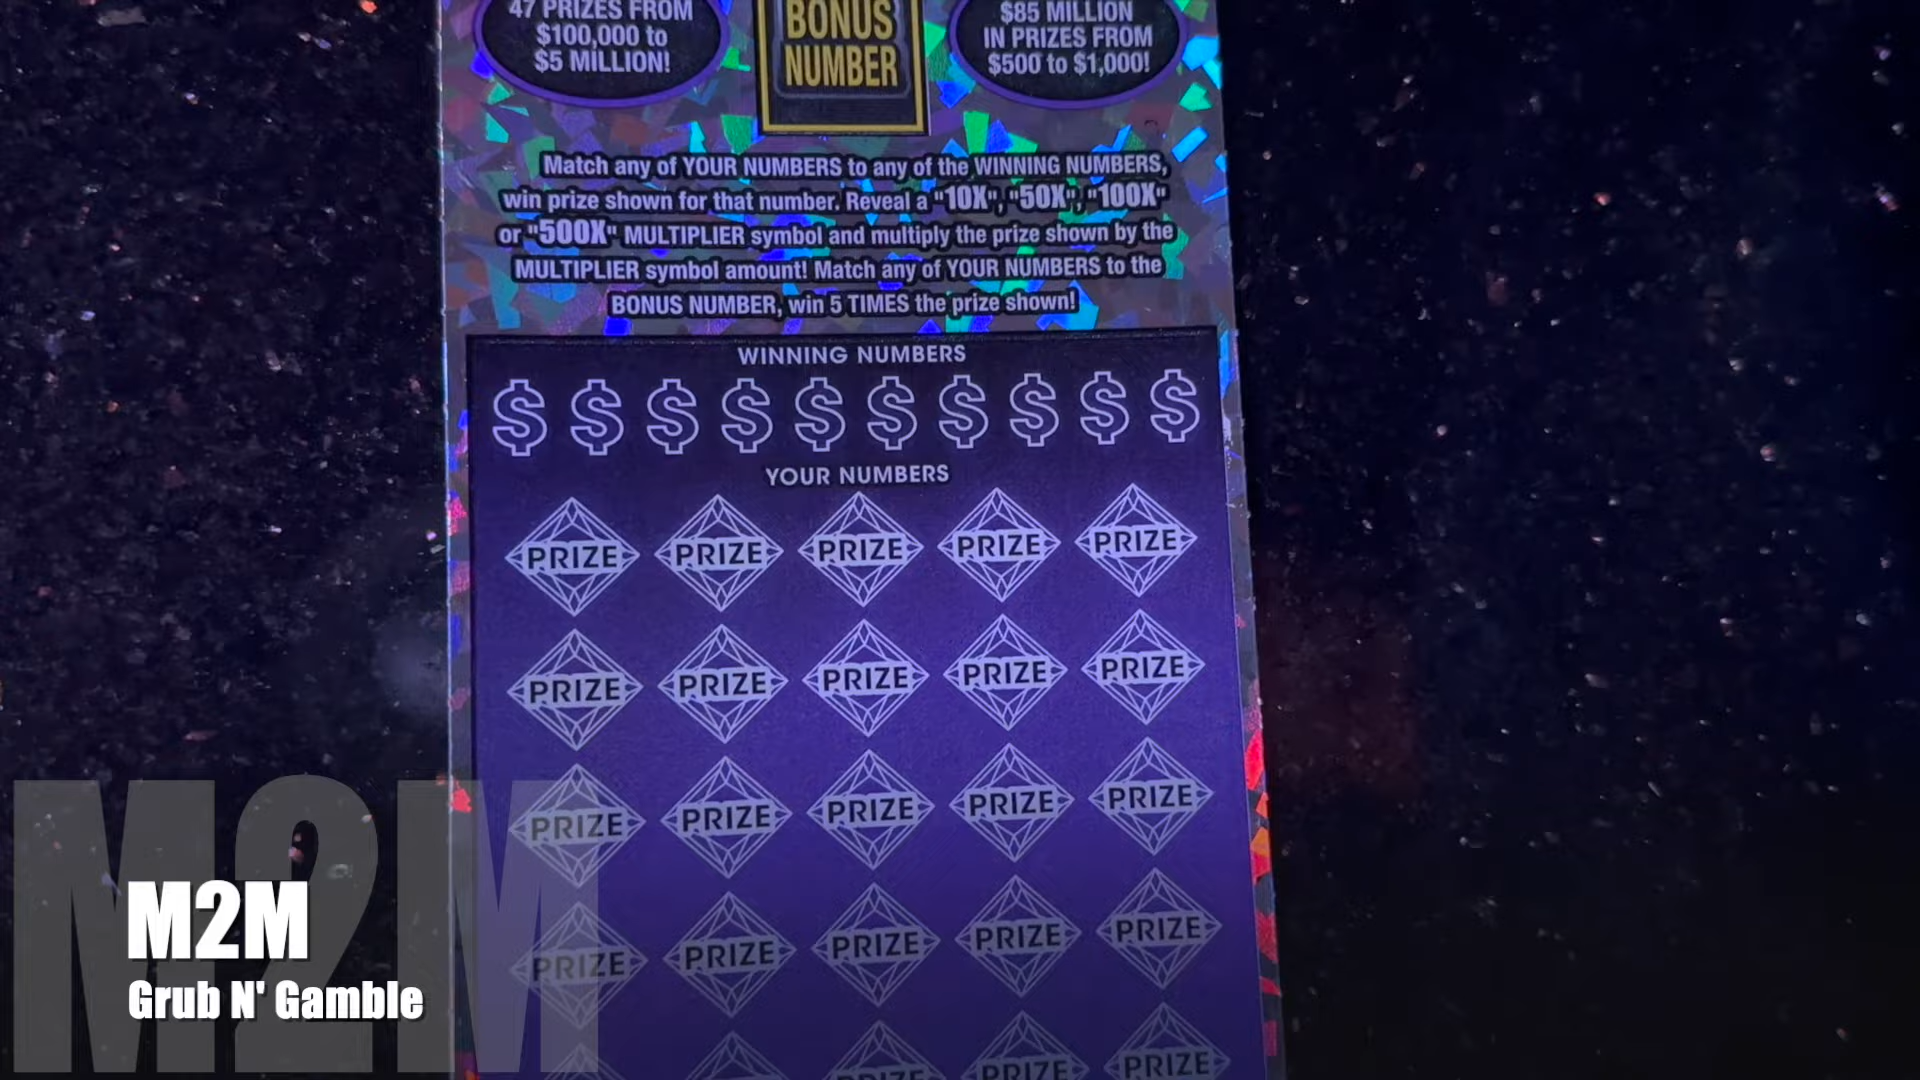 47 PRIZES FROM
$100,000 to
$5 MILLION!
BONUS
NUMBER
$85 MILLION
IN PRIZES FROM
$500 to $1,000!
Match any of YOUR NUMBERS to any of the WINNING NUMBERS,
win prize shown for that number. Reveal a "10X", "50X", "100X"
or "500X" MULTIPLIER symbol and multiply the prize shown by the
MULTIPLIER symbol amount! Match any of YOUR NUMBERS to the
BONUS NUMBER, win 5 TIMES the prize shown!
WINNING NUMBERS
$ $ $ $ $ $ $ $ $ $
YOUR NUMBERS
PRIZE PRIZE PRIZE PRIZE PRIZE
PRIZE PRIZE PRIZE PRIZE PRIZE
PRIZE PRIZE PRIZE PRIZE PRIZE
PRIZE PRIZE PRIZE PRIZE PRIZE
PRIZE PRIZE PRIZE
M2M
M2M
Grub N' Gamble